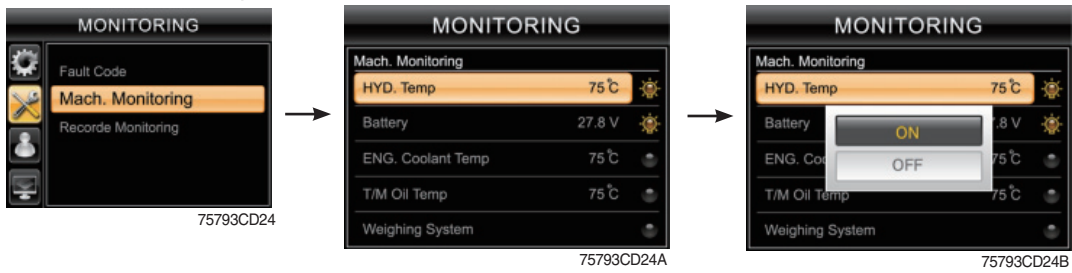 MONITORING
Fault Code
Mach. Monitoring
Recorde Monitoring
75793CD24
MONITORING
Mach. Monitoring
HYD. Temp 75℃
Battery 27.8 V
ENG. Coolant Temp 75℃
T/M Oil Temp 75℃
Weighing System
75793CD24A
MONITORING
Mach. Monitoring
HYD. Temp 75℃
Battery .8 V
ON
ENG. Coo 75℃
OFF
T/M Oil Temp 75℃
Weighing System
75793CD24B